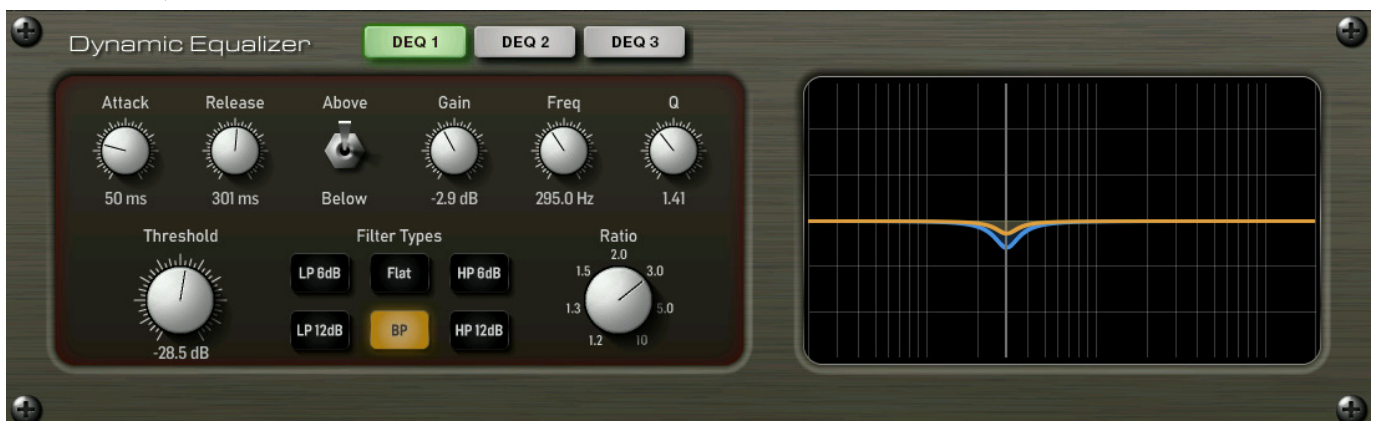 Dynamic Equalizer DEQ 1 DEQ 2 DEQ 3
Attack Release Above Gain Freq Q
50 ms 301 ms Below -2.9 dB 295.0 Hz 1.41
Threshold Filter Types Ratio
LP 6dB Flat HP 6dB
1.2 1.3 1.5 2.0 3.0 5.0 10
LP 12dB BP HP 12dB
-28.5 dB